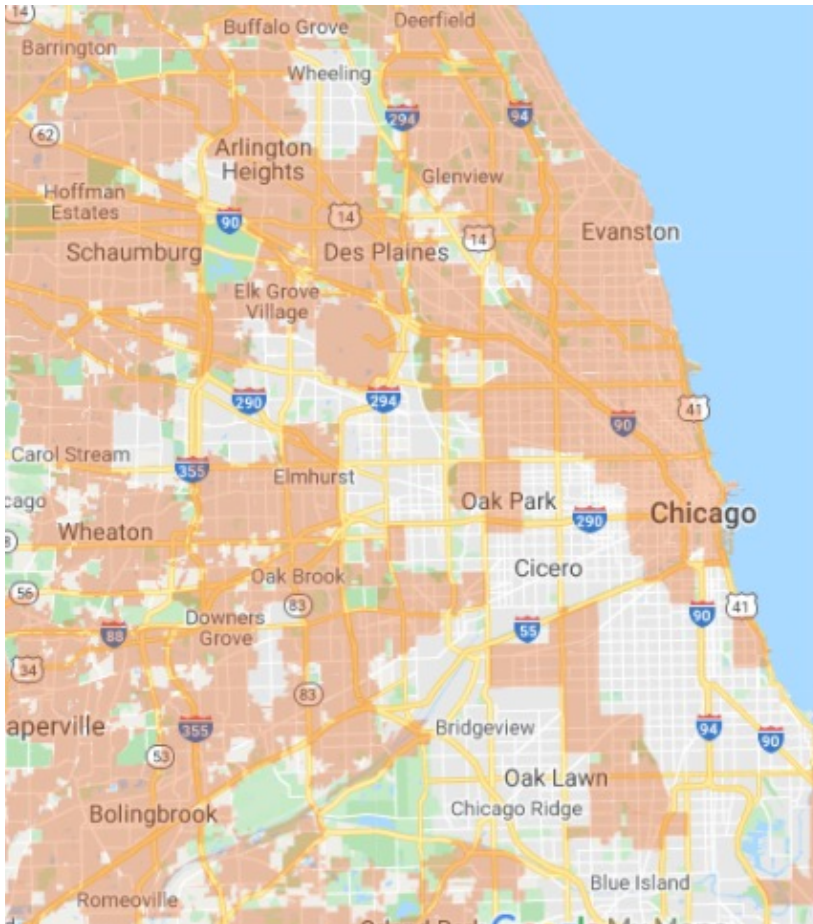 14
Deerfield
Buffalo Grove
Barrington
Wheeling
294
94
62
Arlington
Heights
Glenview
Hoffman
Estates
90
14
14
Evanston
Schaumburg
Des Plaines
Elk Grove
Village
290
294
41
90
Carol Stream
355
Elmhurst
cago
Oak Park
Chicago
290
Wheaton
8
Cicero
Oak Brook
56
83
41
Downers
Grove
90
88
55
34
83
aperville
355
Bridgeview
94
90
53
Oak Lawn
Bolingbrook
Chicago Ridge
Blue Island
Romeoville